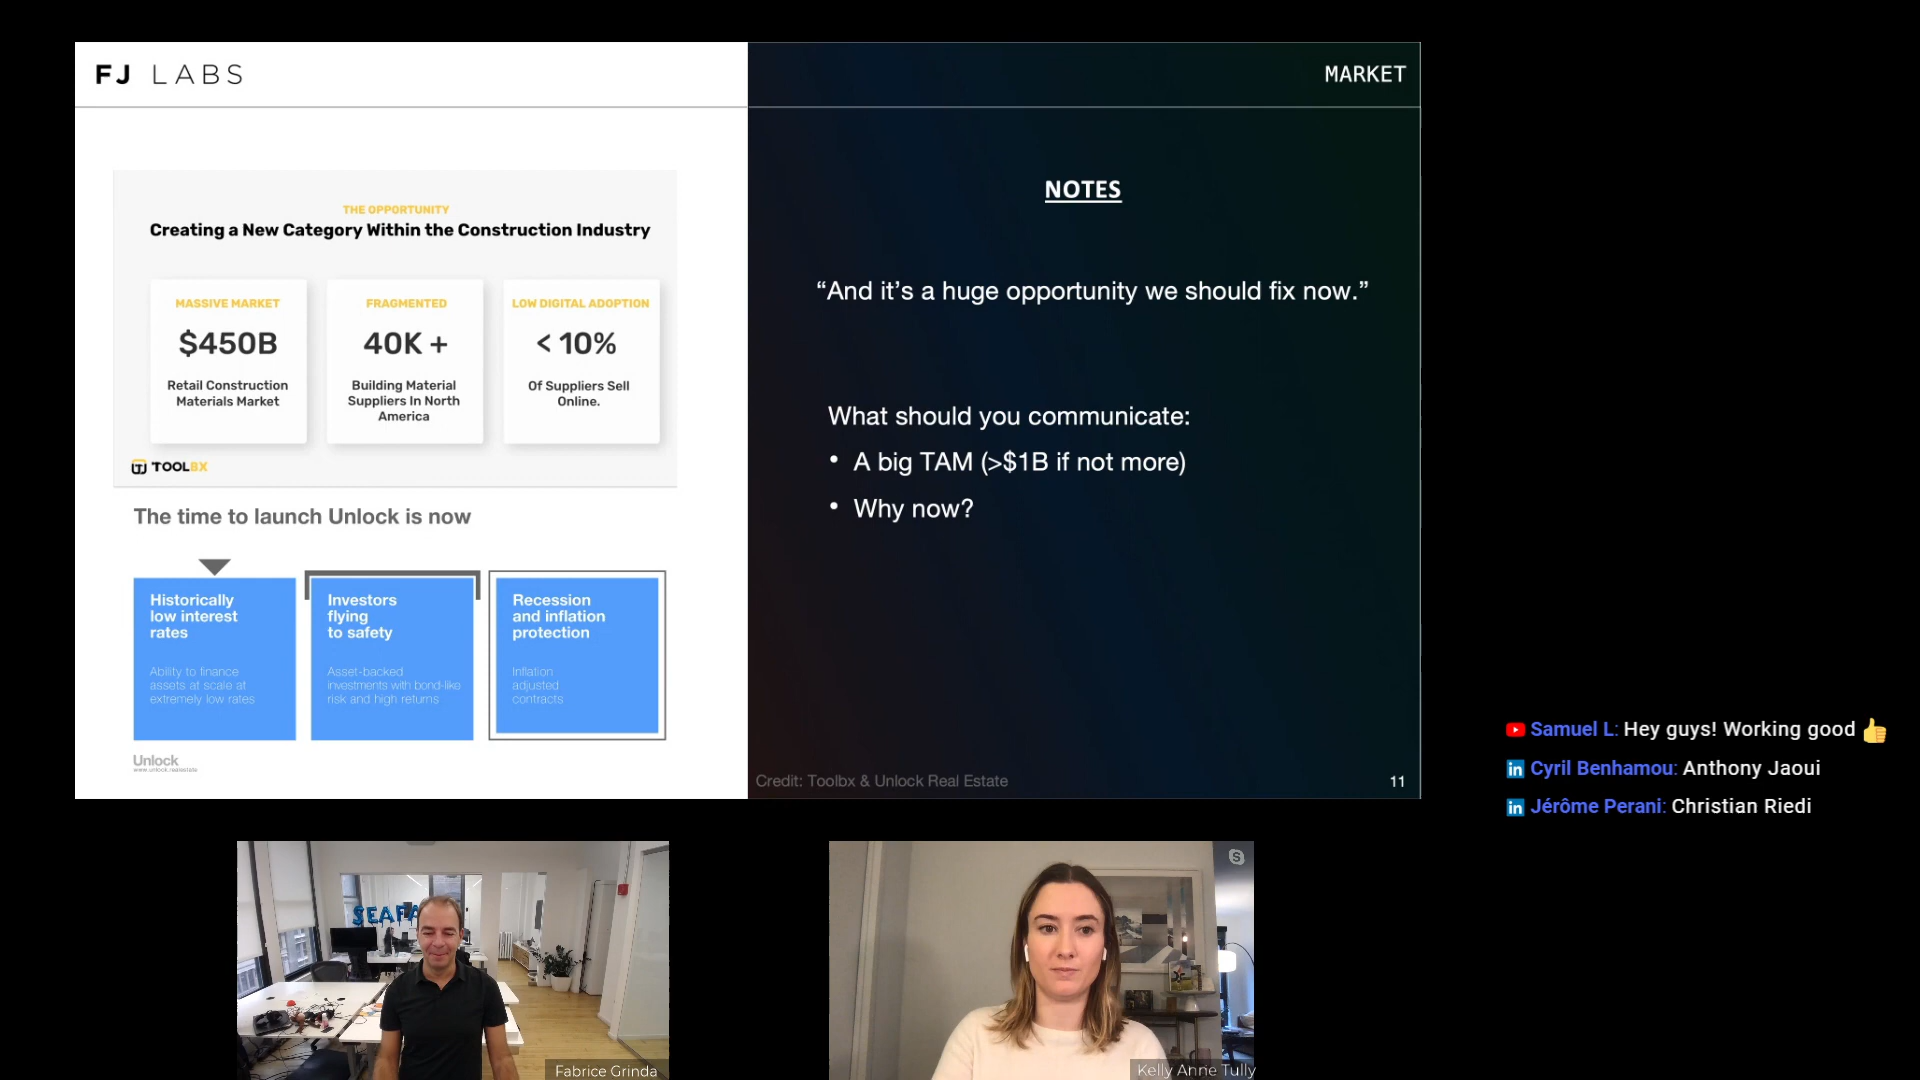 FJ LABS
MARKET
THE OPPORTUNITY
Creating a New Category Within the Construction Industry
MASSIVE MARKET
$450B
Retail Construction
Materials Market
FRAGMENTED
40K +
Building Material
Suppliers In North
America
LOW DIGITAL ADOPTION
< 10%
Of Suppliers Sell
Online.
TOOLBX
The time to launch Unlock is now
Historically
low interest
rates
Ability to finance
assets at scale at
extremely low rates
Investors
flying
to safety
Asset-backed
investments with bond-like
risk and high returns
Recession
and inflation
protection
Inflation
adjusted
contracts
Unlock
www.unlock.realestate
NOTES
“And it’s a huge opportunity we should fix now.”
What should you communicate:
• A big TAM (>$1B if not more)
• Why now?
Credit: Toolbx & Unlock Real Estate
11
Samuel L: Hey guys! Working good 👍
Cyril Benhamou: Anthony Jaoui
Jérôme Perani: Christian Riedi
SEAFA
Fabrice Grinda
Kelly Anne Tully